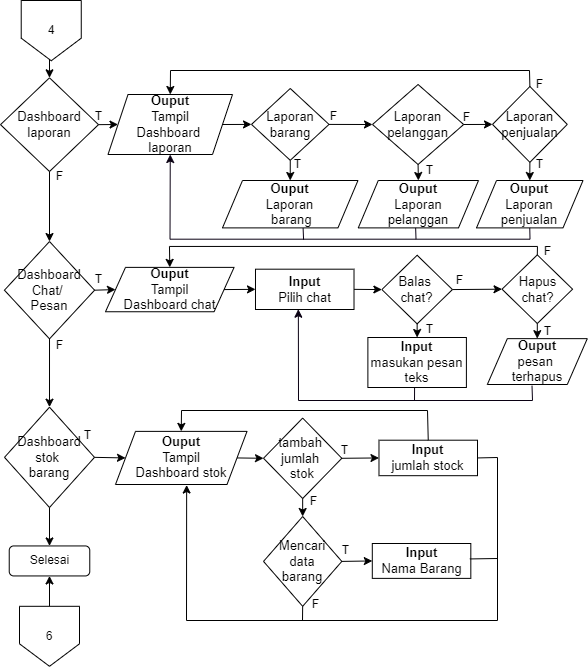 4
Dashboard
laporan
T
F
Ouput
Tampil
Dashboard
laporan
Laporan
barang
F
T
Laporan
pelanggan
F
T
Laporan
penjualan
F
T
Ouput
Laporan
barang
Ouput
Laporan
pelanggan
Ouput
Laporan
penjualan
Dashboard
Chat/
Pesan
T
F
Ouput
Tampil
Dashboard chat
Input
Pilih chat
Balas
chat?
F
T
Hapus
chat?
F
T
Input
masukan pesan
teks
Ouput
pesan
terhapus
Dashboard
stok
barang
T
Ouput
Tampil
Dashboard stok
tambah
jumlah
stok
T
F
Input
jumlah stock
Mencari
data
barang
T
F
Input
Nama Barang
Selesai
6